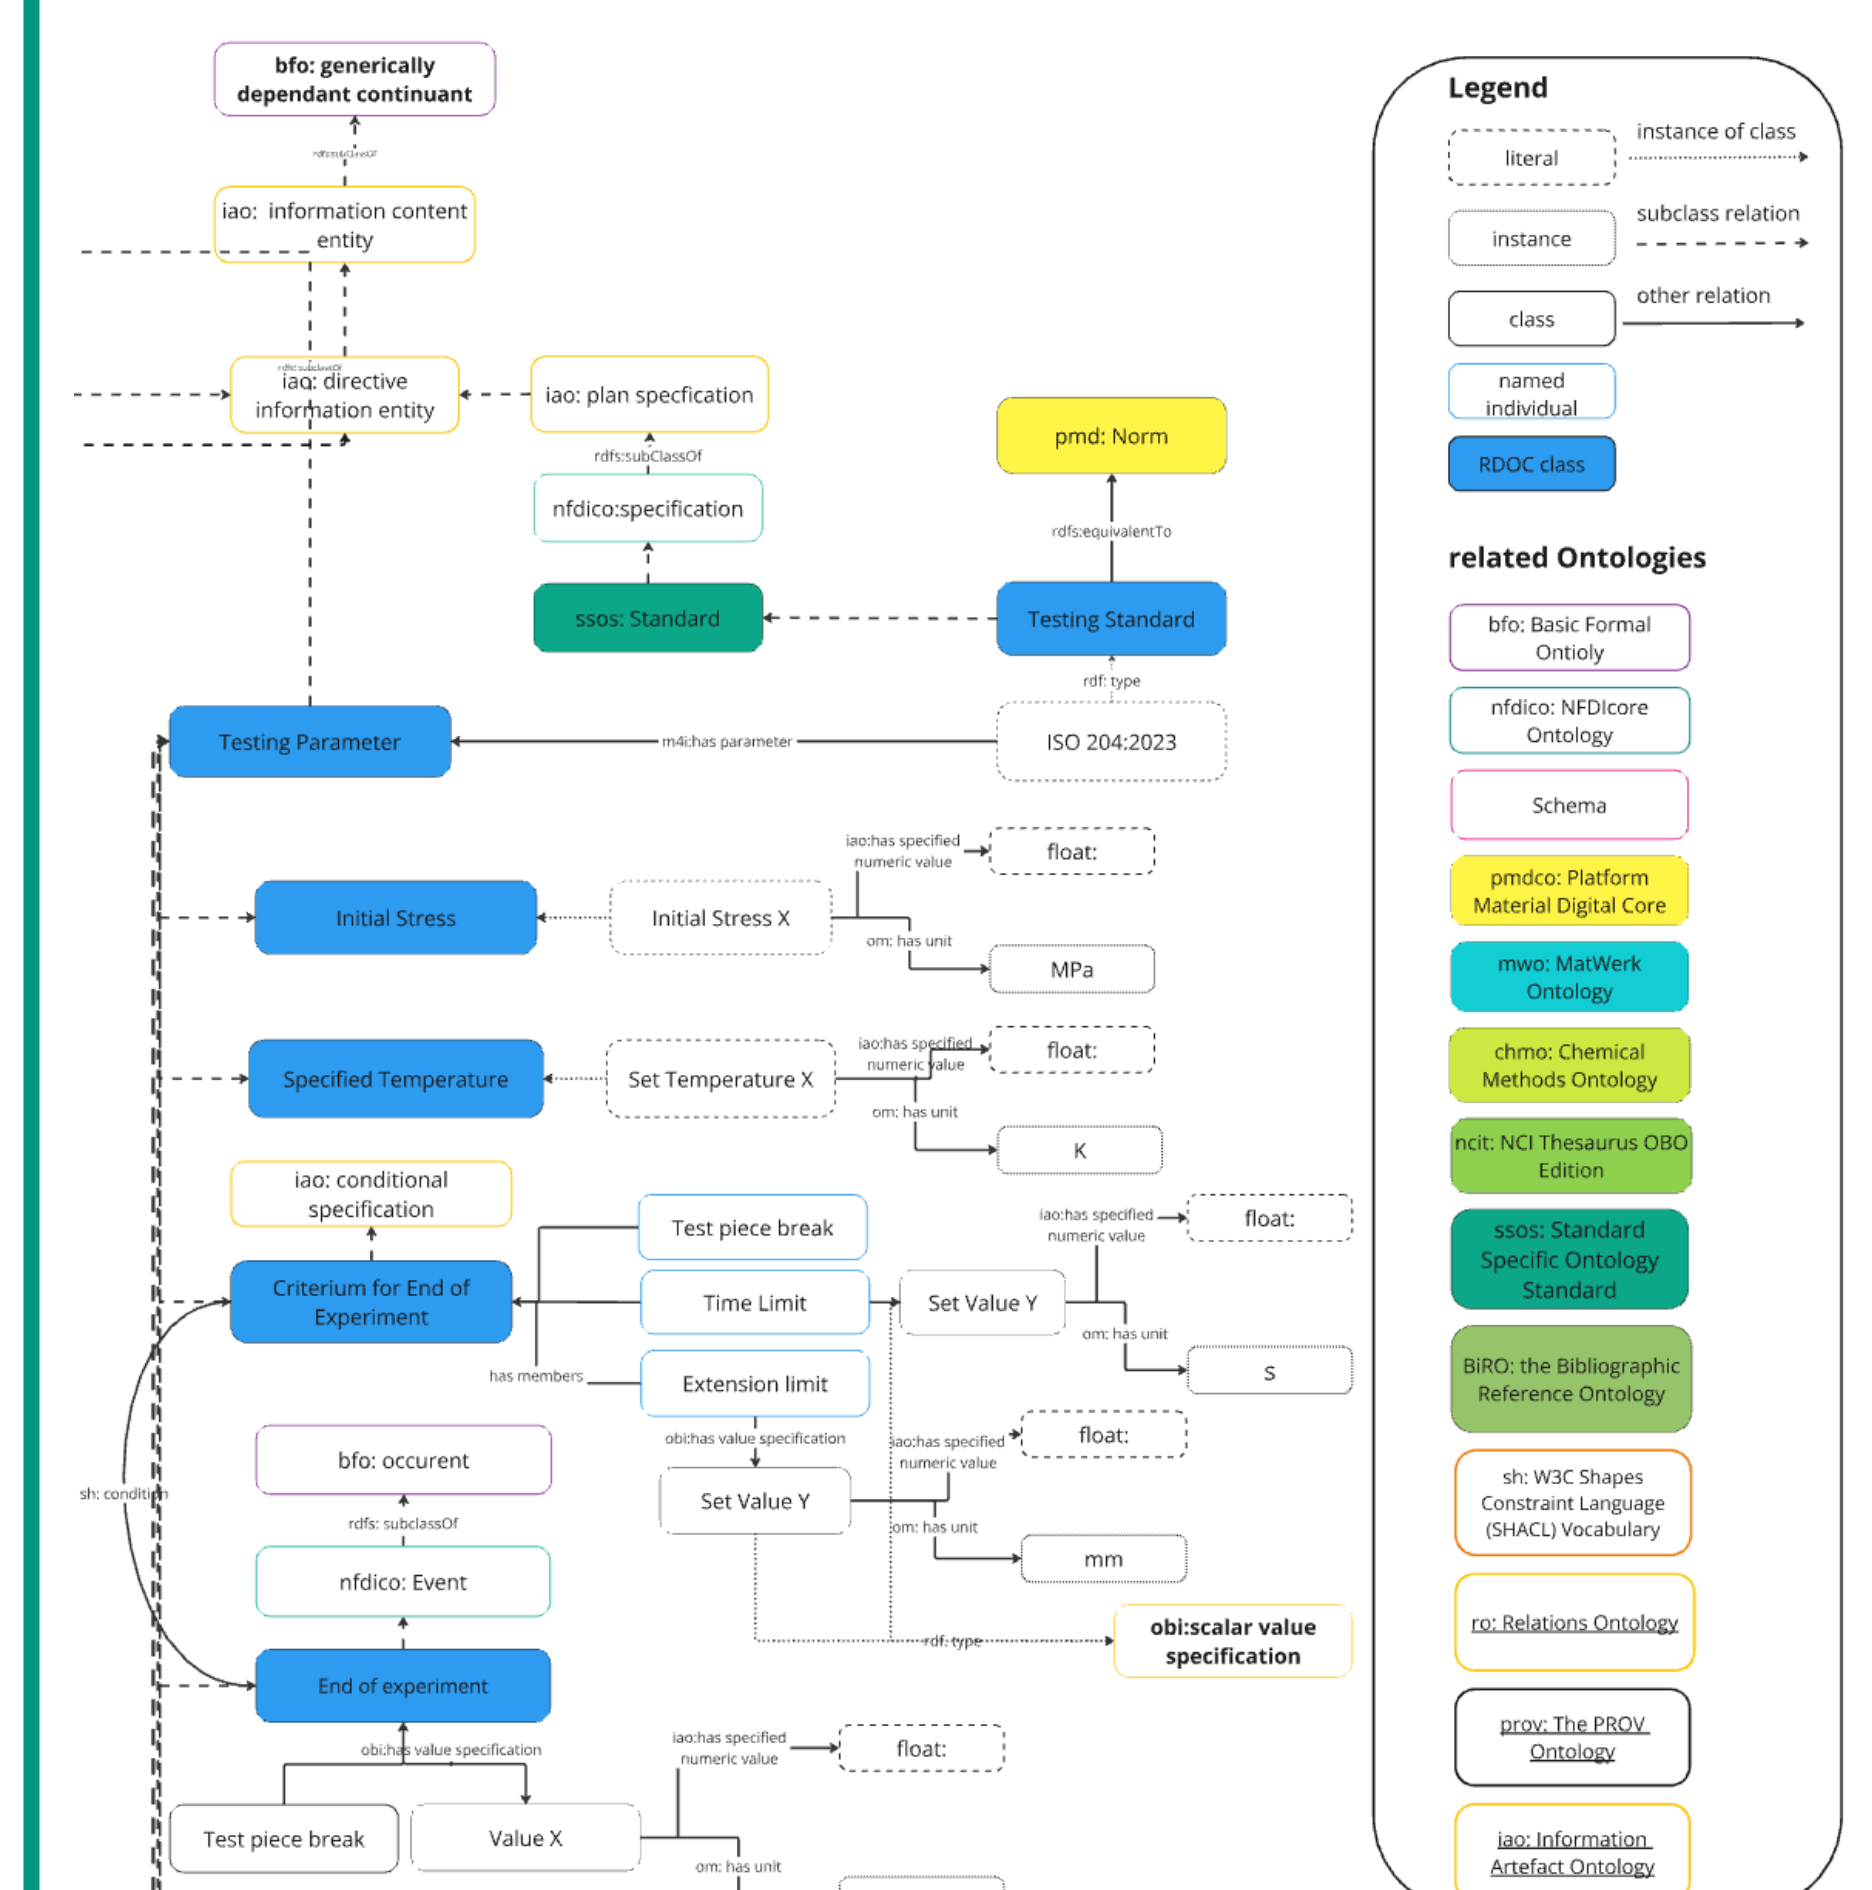 bfo: generically
dependant continuant
rdfs:subClassOf
iao:  information content
entity
rdfs: subclassOf
iao: directive
information entity
iao: plan specfication
rdfs:subClassOf
nfdico:specification
ssos: Standard
pmd: Norm
rdfs:equivalentTo
Testing Standard
rdf: type
ISO 204:2023
m4i:has parameter
Testing Parameter
Initial Stress
Initial Stress X
iao:has specified
numeric value
float:
om: has unit
MPa
Specified Temperature
Set Temperature X
iao:has specified
numeric value
float:
om: has unit
K
iao: conditional
specification
Criterium for End of
Experiment
Test piece break
Time Limit
Extension limit
has members
Set Value Y
iao:has specified
numeric value
float:
om: has unit
S
obi:has value specification
Set Value Y
iao:has specified
numeric value
float:
om: has unit
mm
rdf: type
obi:scalar value
specification
sh: condition
bfo: occurent
rdfs: subclassOf
nfdico: Event
End of experiment
obi:has value specification
Test piece break
Value X
iao:has specified
numeric value
float:
om: has unit
Legend
literal
instance of class
instance
subclass relation
class
other relation
named
individual
RDOC class
related Ontologies
bfo: Basic Formal
Ontioly
nfdico: NFDIcore
Ontology
Schema
pmdco: Platform
Material Digital Core
mwo: MatWerk
Ontology
chmo: Chemical
Methods Ontology
ncit: NCI Thesaurus OBO
Edition
ssos: Standard
Specific Ontology
Standard
BiRO: the Bibliographic
Reference Ontology
sh: W3C Shapes
Constraint Language
(SHACL) Vocabulary
ro: Relations Ontology
prov: The PROV
Ontology
iao: Information
Artefact Ontology